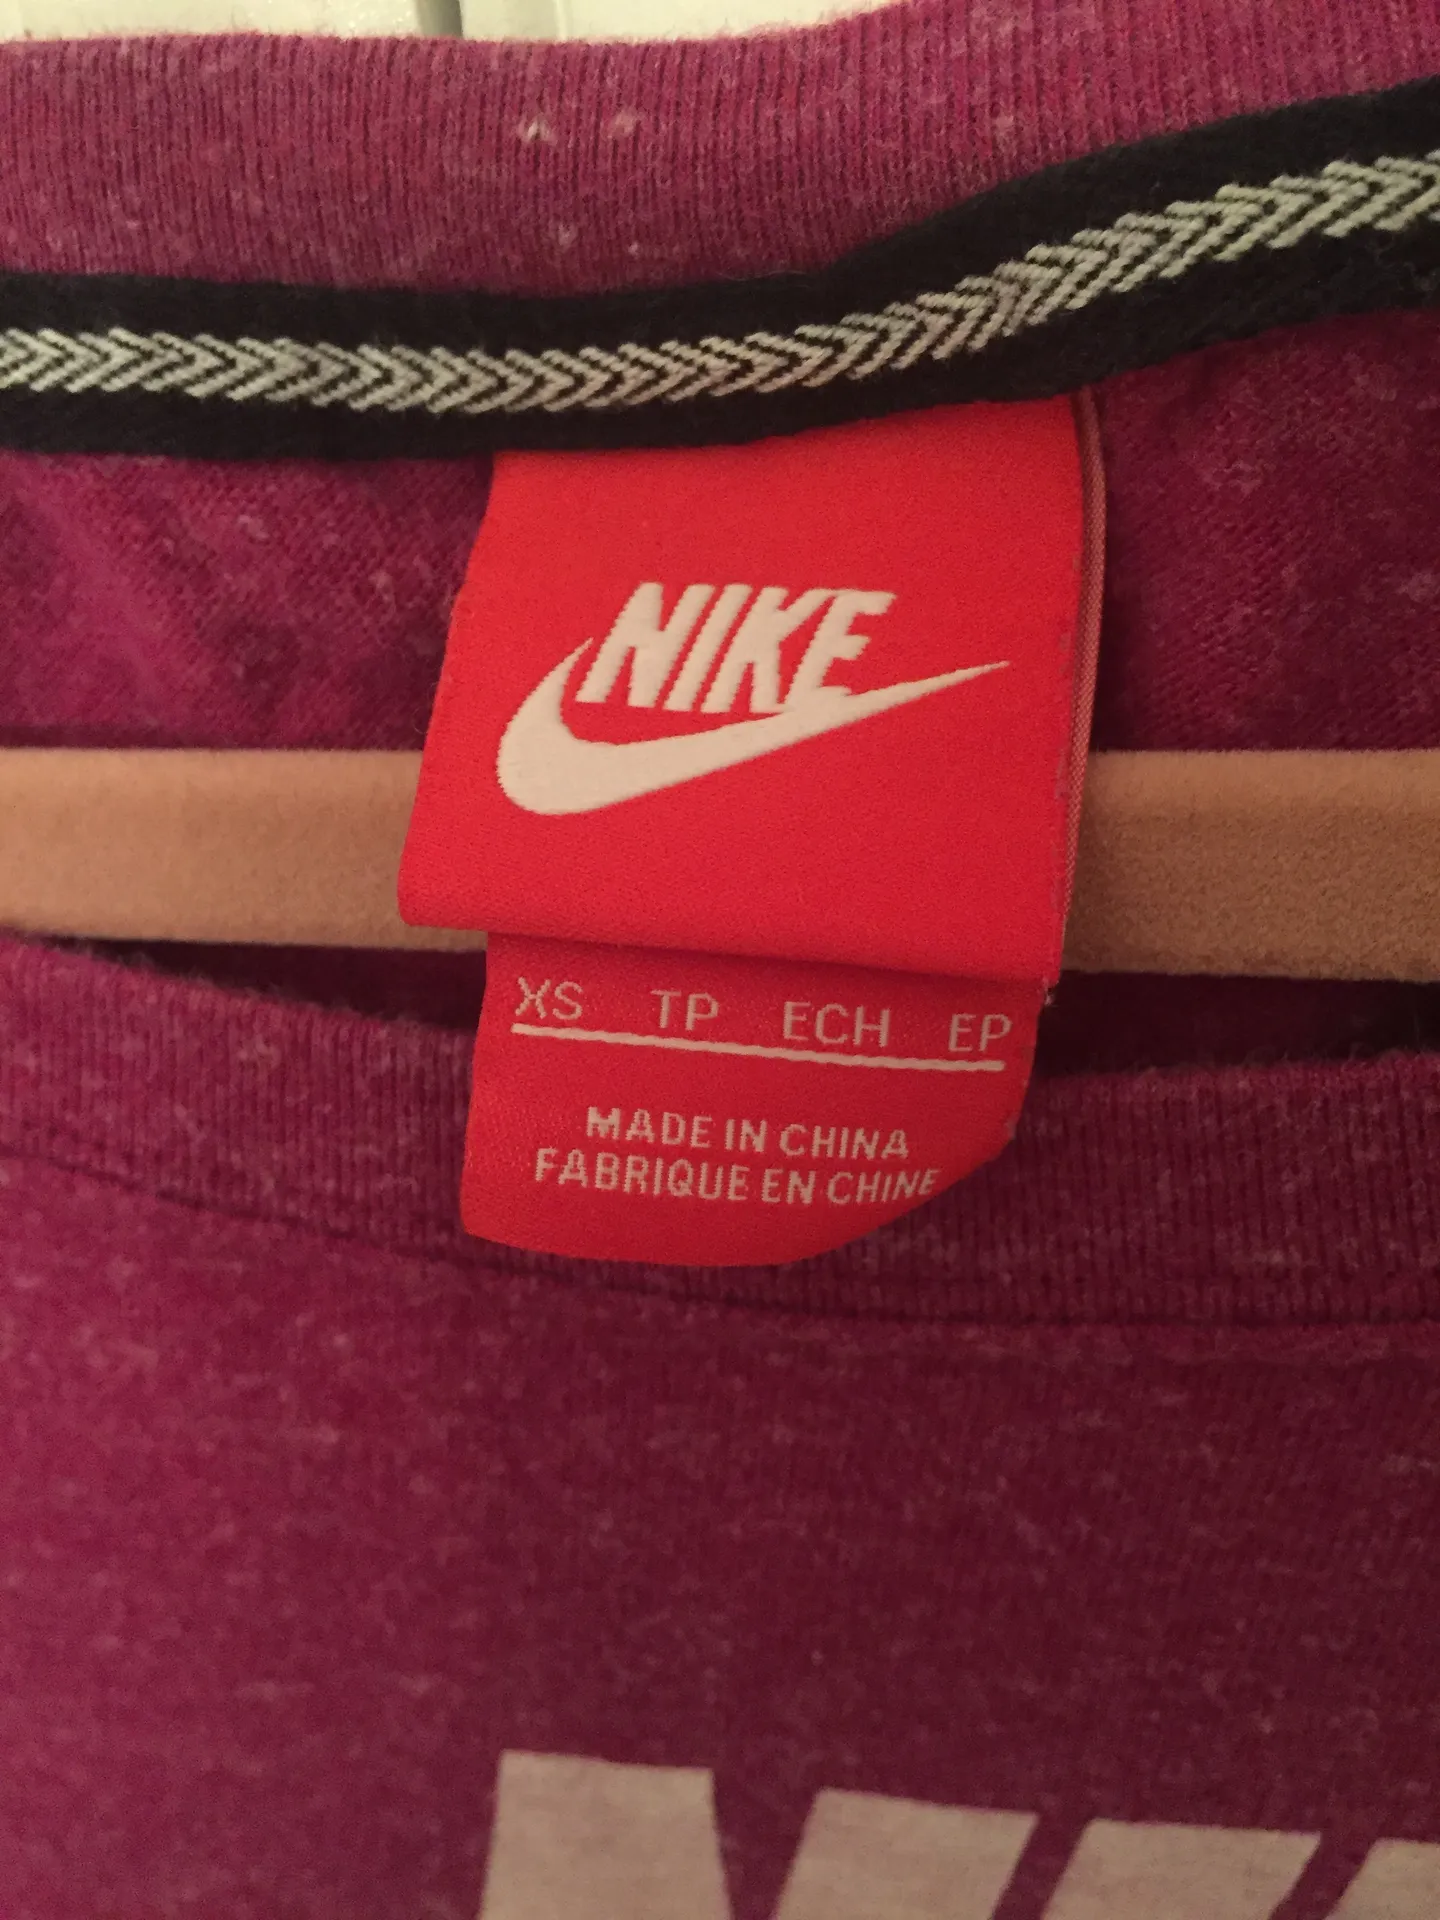 NIKE
XS TP ECH EP
MADE IN CHINA
FABRIQUE EN CHINE